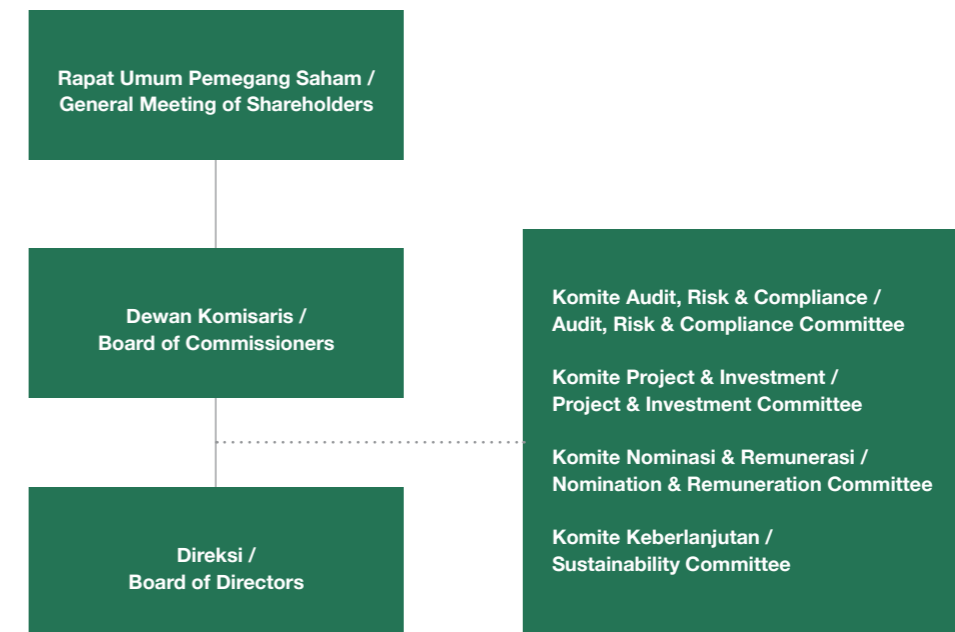 Rapat Umum Pemegang Saham /
General Meeting of Shareholders
Dewan Komisaris /
Board of Commissioners
Komite Audit, Risk & Compliance /
Audit, Risk & Compliance Committee
Komite Project & Investment /
Project & Investment Committee
Komite Nominasi & Remunerasi /
Nomination & Remuneration Committee
Komite Keberlanjutan /
Sustainability Committee
Direksi /
Board of Directors